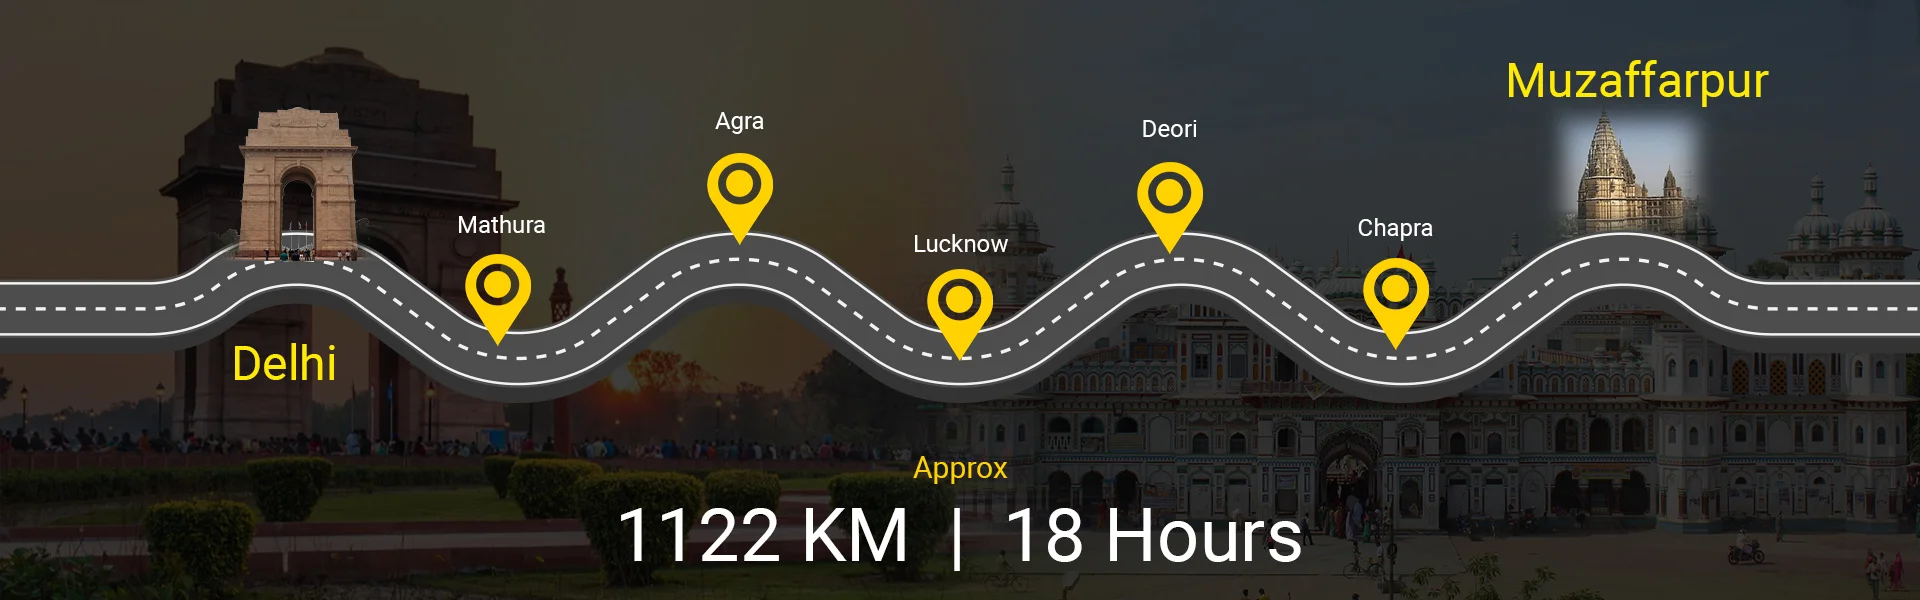 Muzaffarpur
Agra
Deori
Mathura
Chapra
Lucknow
Delhi
Approx
1122 KM | 18 Hours